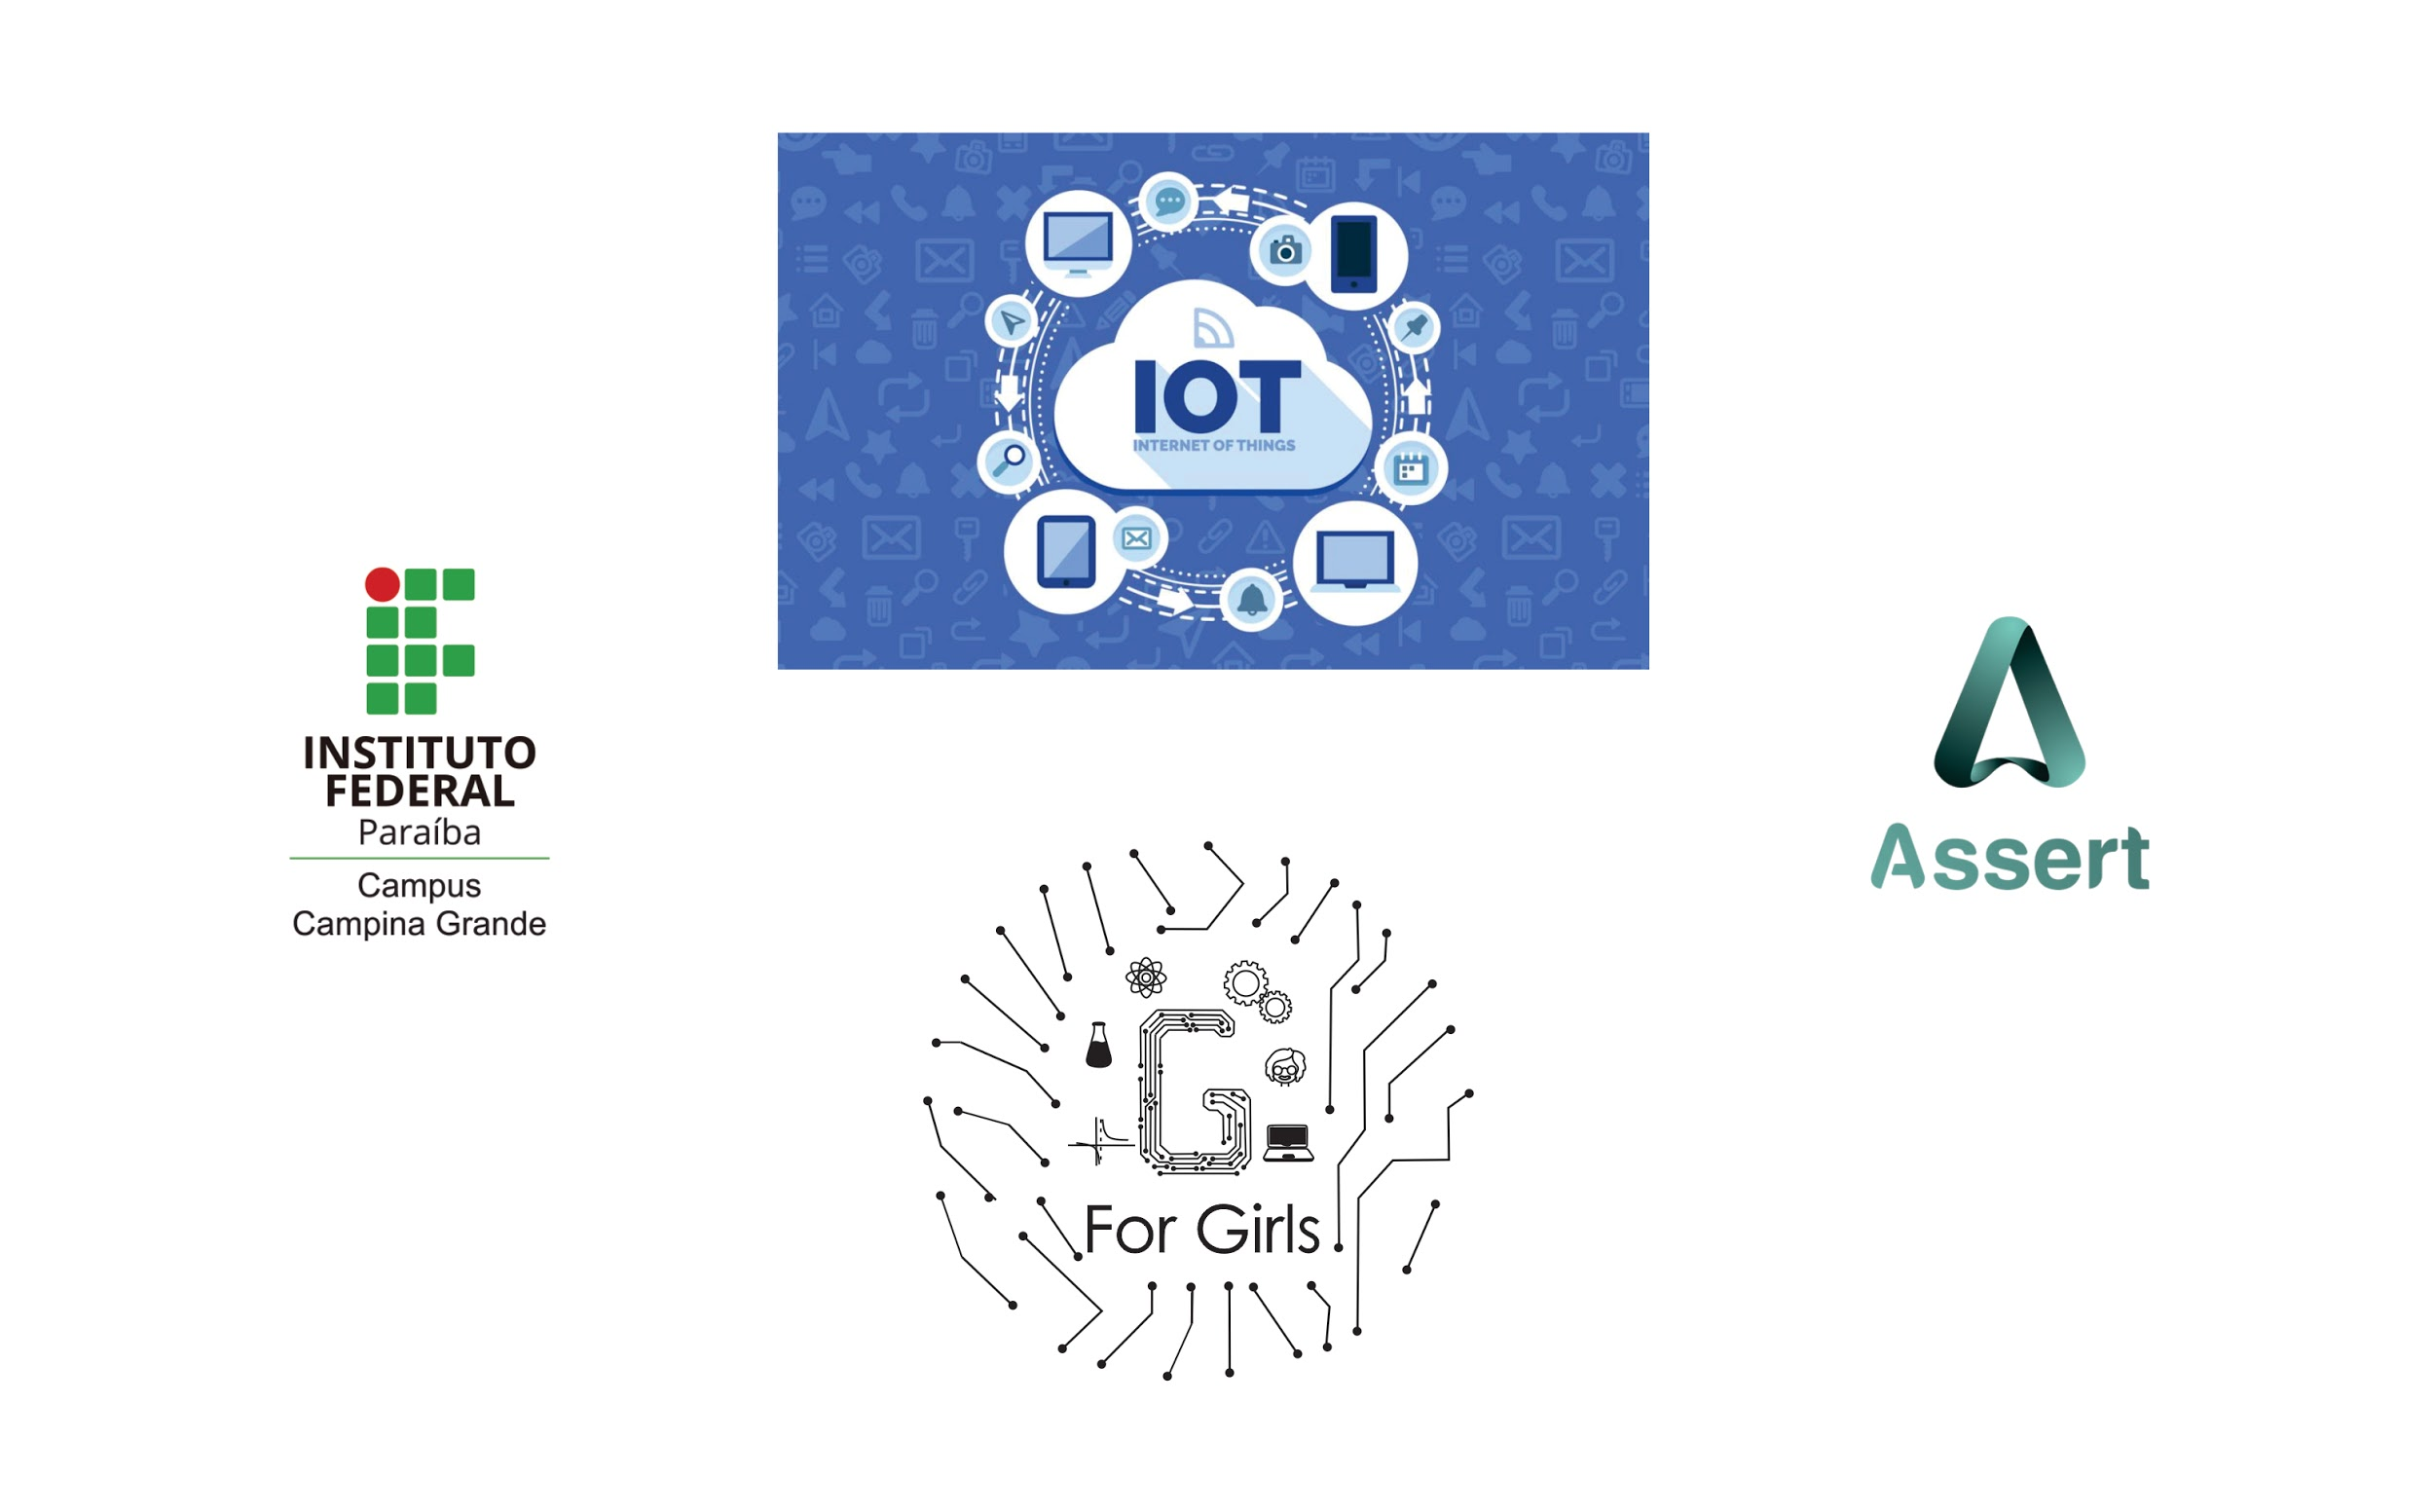 IOT
INTERNET OF THINGS
INSTITUTO
FEDERAL
Paraíba
Campus
Campina Grande
Assert
G
For Girls